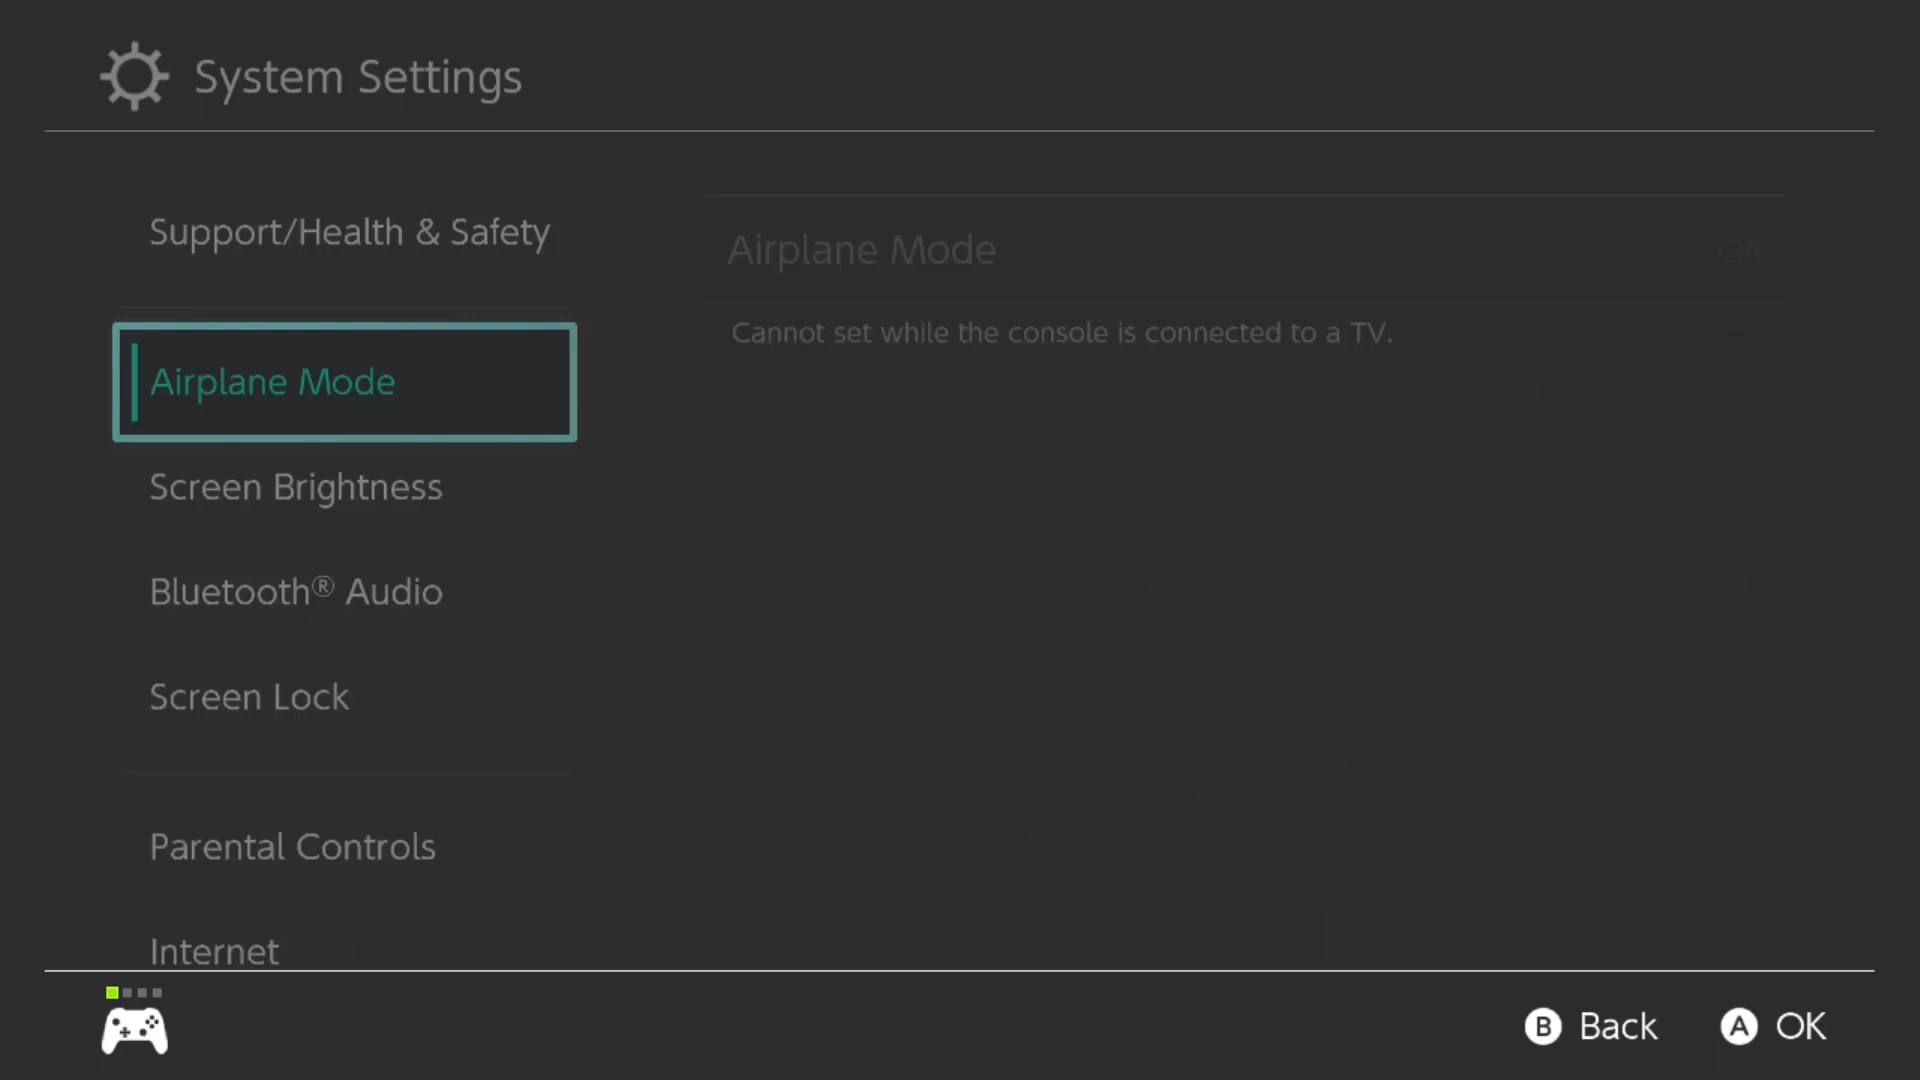 System Settings
Support/Health & Safety
Airplane Mode
Screen Brightness
Bluetooth® Audio
Screen Lock
Parental Controls
Internet
Airplane Mode Off
Cannot set while the console is connected to a TV.
B Back A OK